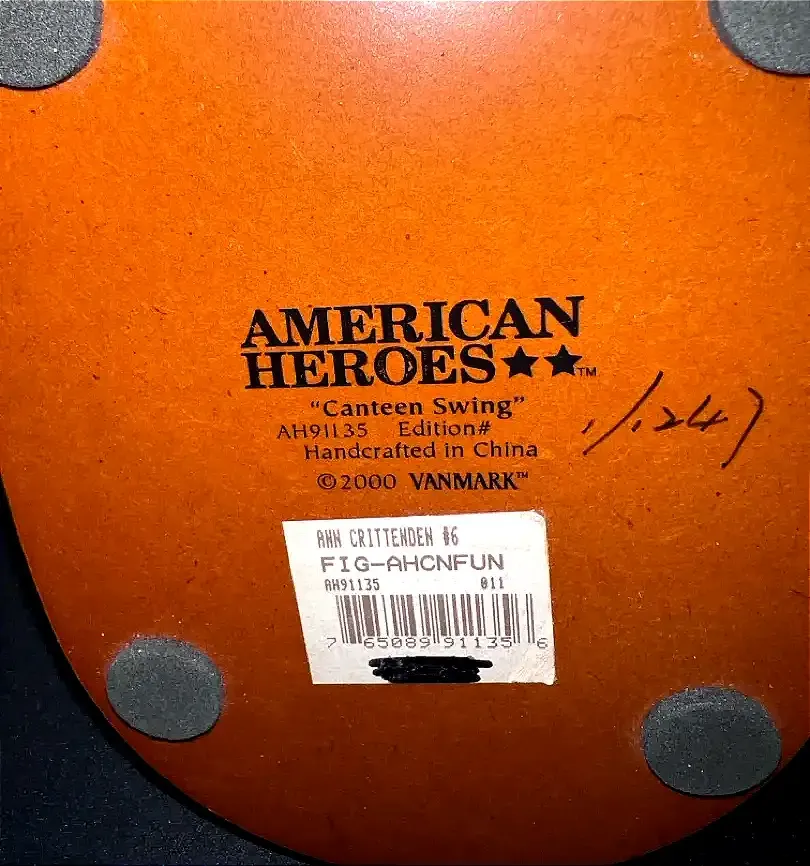 AMERICAN
HEROES★★™
"Canteen Swing"
AH91135 Edition#
Handcrafted in China
©2000 VANMARK™
ANN CRITTENDEN #6
FIG-AHCNFUN
AH91135 011
7 65089 91135 6